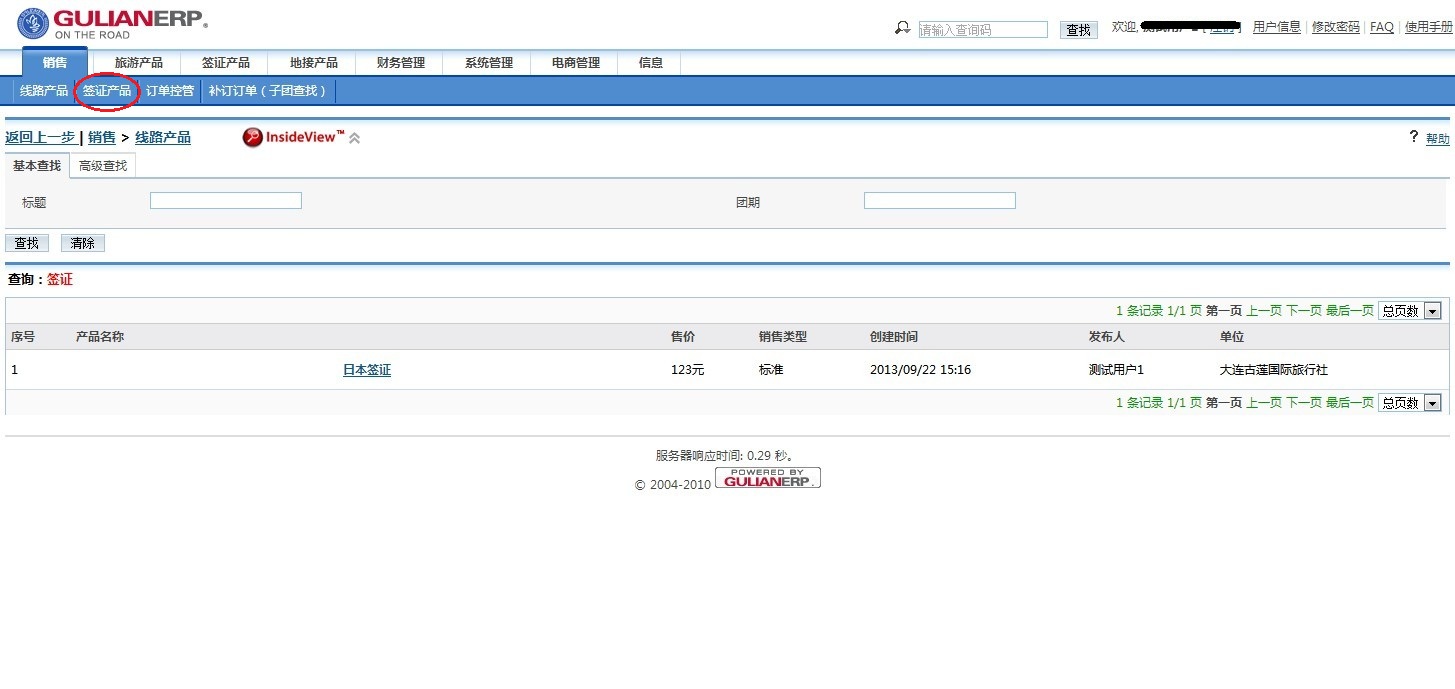 GULIANERP.
ON THE ROAD
请输入查询码 查找 欢迎, 用户信息 | 修改密码 | FAQ | 使用手册
销售 旅游产品 签证产品 地接产品 财务管理 系统管理 电商管理 信息
线路产品 签证产品 订单控管 补订订单 ( 子团查找 )
返回上一步 | 销售 > 线路产品 InsideView™ ? 帮助
基本查找 高级查找
标题 团期
查找 清除
查询：签证
1 条记录 1/1 页 第一页 上一页 下一页 最后一页 总页数
序号 产品名称 售价 销售类型 创建时间 发布人 单位
1 日本签证 123元 标准 2013/09/22 15:16 测试用户1 大连古莲国际旅行社
1 条记录 1/1 页 第一页 上一页 下一页 最后一页 总页数
服务器响应时间: 0.29 秒。
© 2004-2010 POWERED BY GULIANERP.